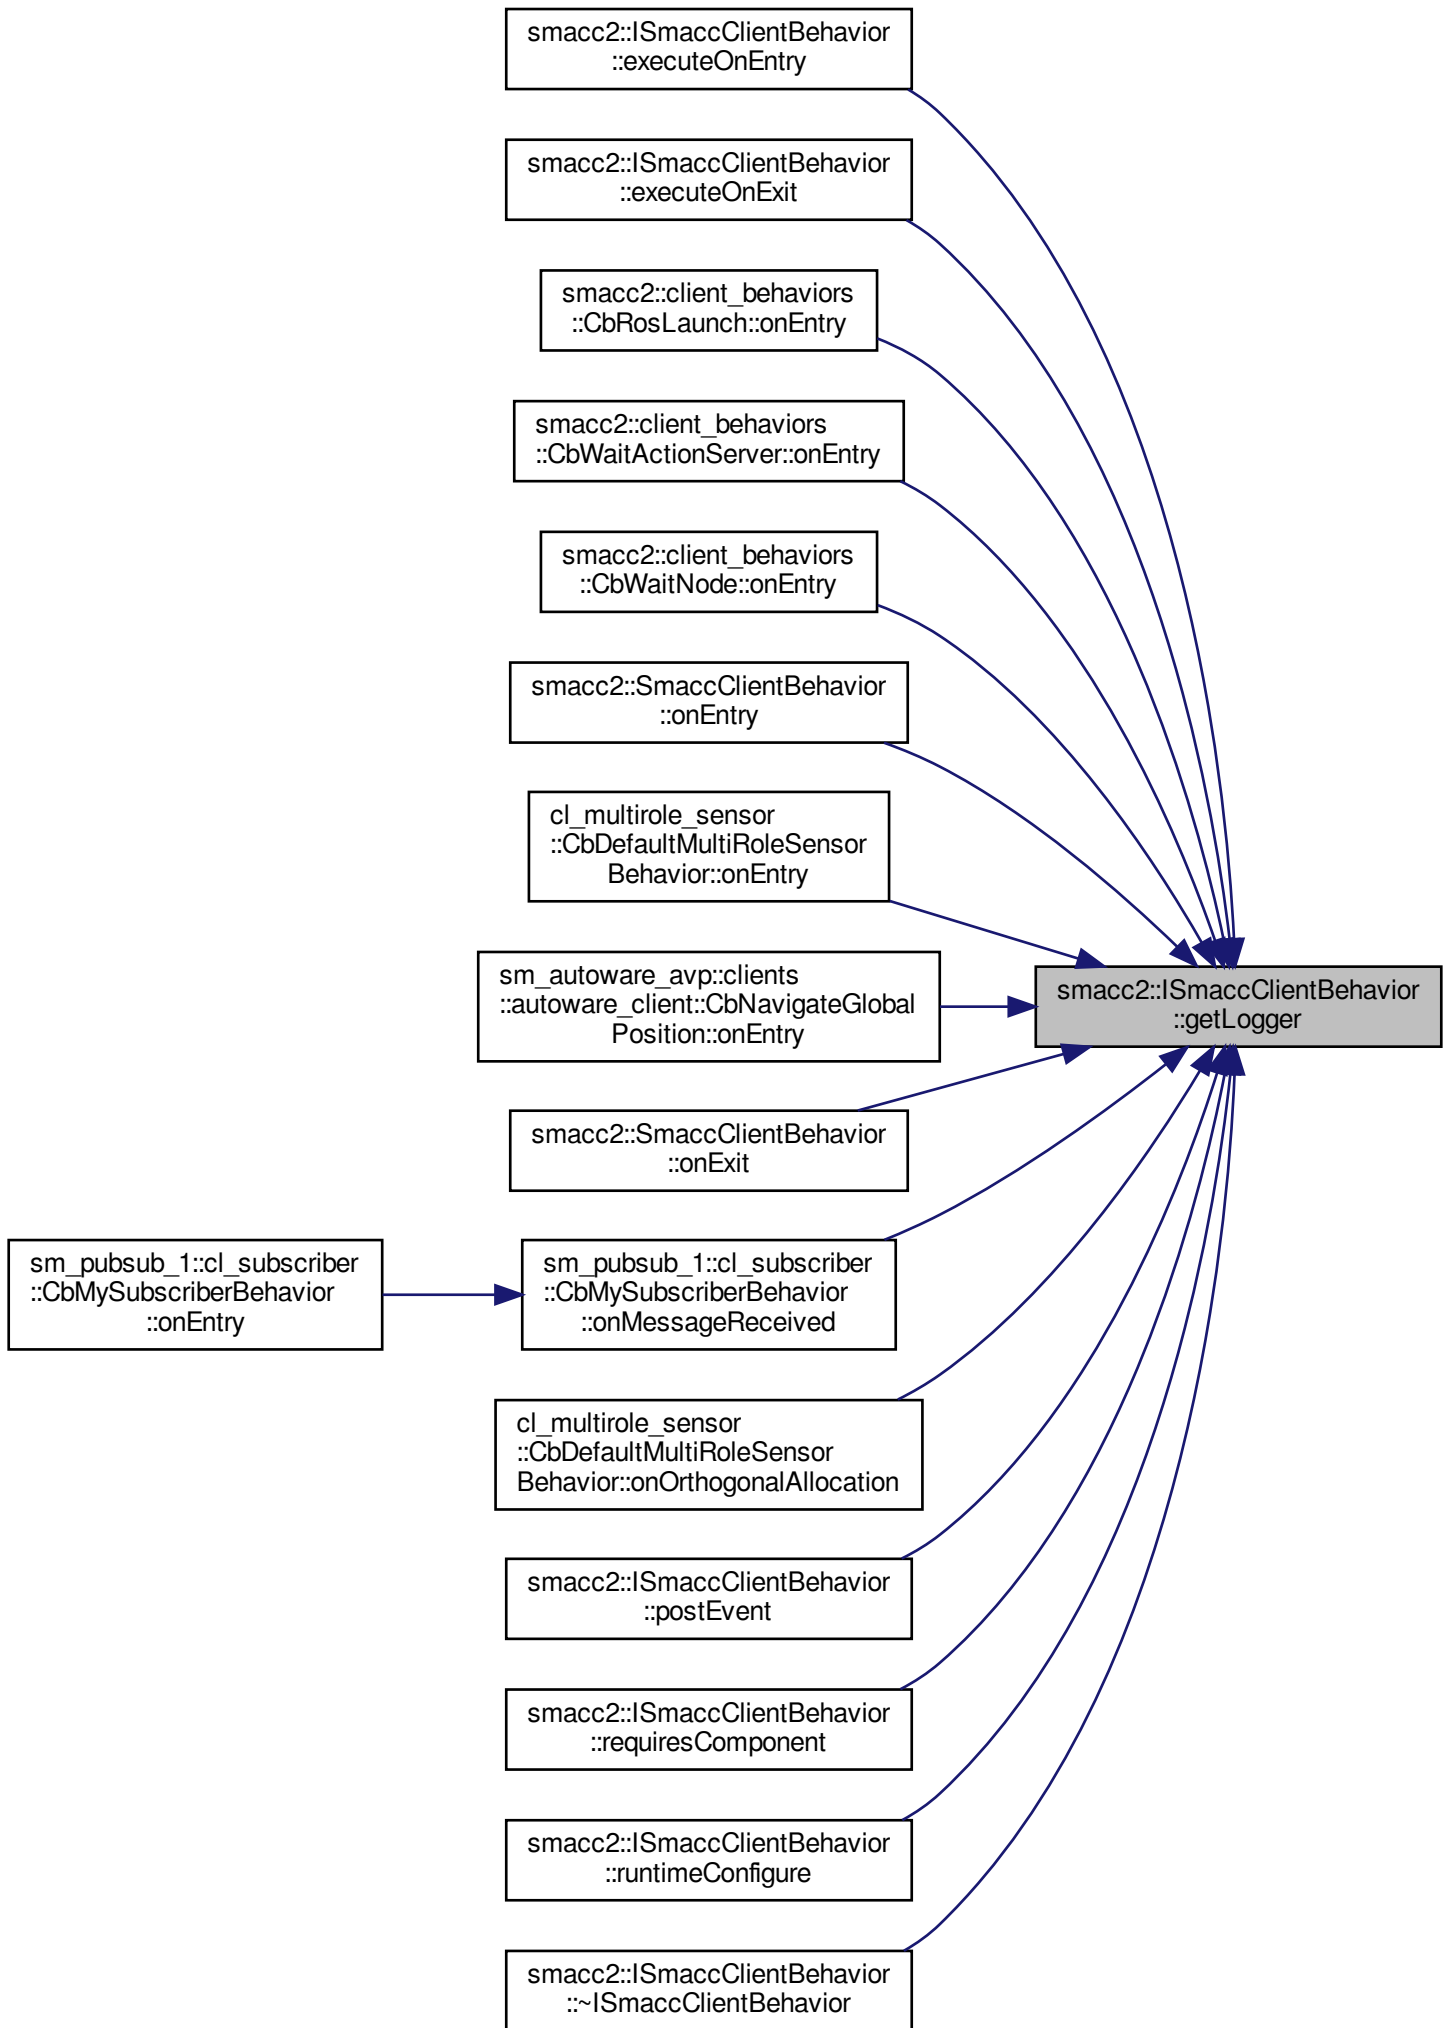 smacc2::ISmaccClientBehavior
::executeOnEntry
smacc2::ISmaccClientBehavior
::executeOnExit
smacc2::client_behaviors
::CbRosLaunch::onEntry
smacc2::client_behaviors
::CbWaitActionServer::onEntry
smacc2::client_behaviors
::CbWaitNode::onEntry
smacc2::SmaccClientBehavior
::onEntry
cl_multirole_sensor
::CbDefaultMultiRoleSensor
Behavior::onEntry
sm_autoware_avp::clients
::autoware_client::CbNavigateGlobal
Position::onEntry
smacc2::ISmaccClientBehavior
::getLogger
smacc2::SmaccClientBehavior
::onExit
sm_pubsub_1::cl_subscriber
::CbMySubscriberBehavior
::onEntry
sm_pubsub_1::cl_subscriber
::CbMySubscriberBehavior
::onMessageReceived
cl_multirole_sensor
::CbDefaultMultiRoleSensor
Behavior::onOrthogonalAllocation
smacc2::ISmaccClientBehavior
::postEvent
smacc2::ISmaccClientBehavior
::requiresComponent
smacc2::ISmaccClientBehavior
::runtimeConfigure
smacc2::ISmaccClientBehavior
::~ISmaccClientBehavior